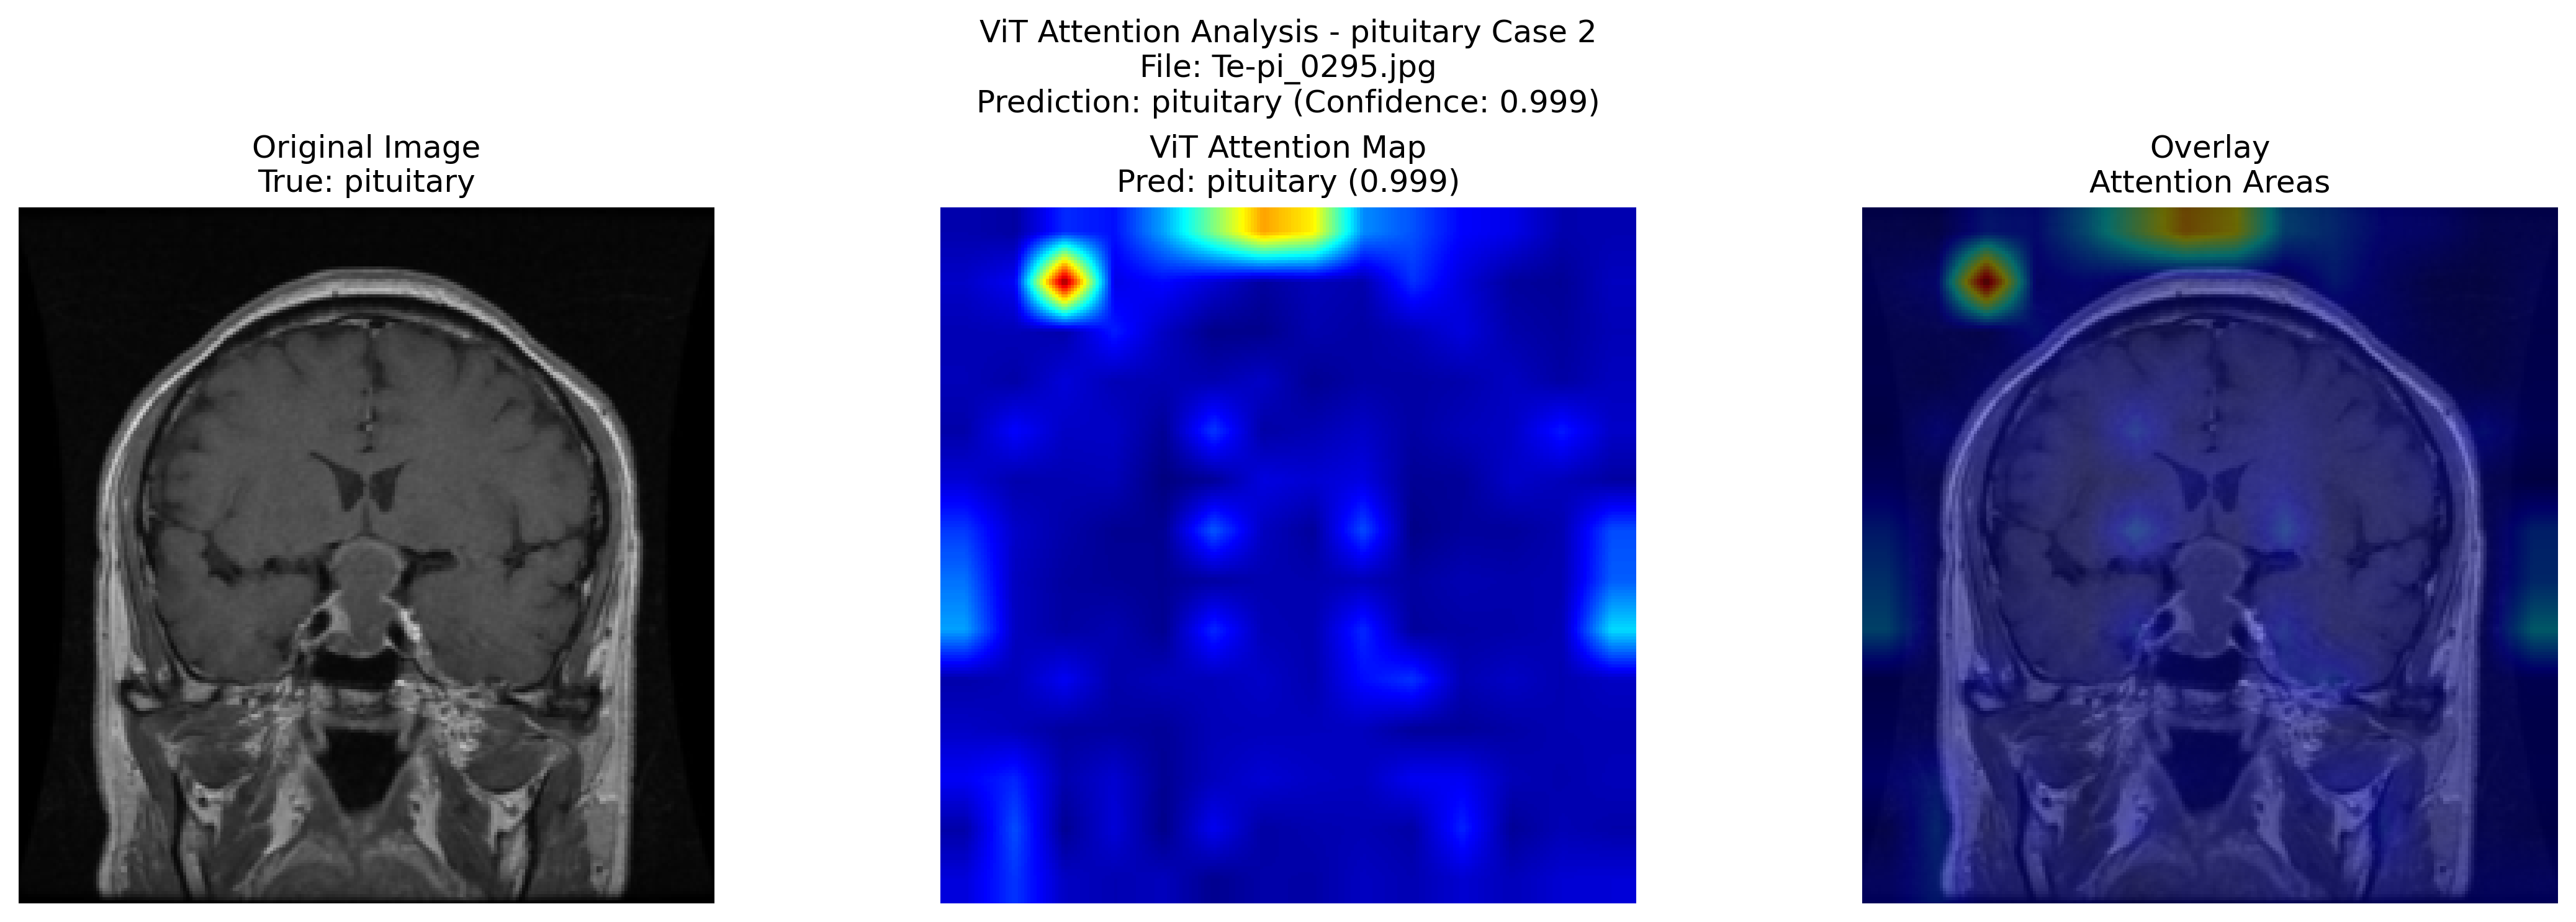 ViT Attention Analysis - pituitary Case 2
File: Te-pi_0295.jpg
Prediction: pituitary (Confidence: 0.999)
Original Image
True: pituitary
ViT Attention Map
Pred: pituitary (0.999)
Overlay
Attention Areas